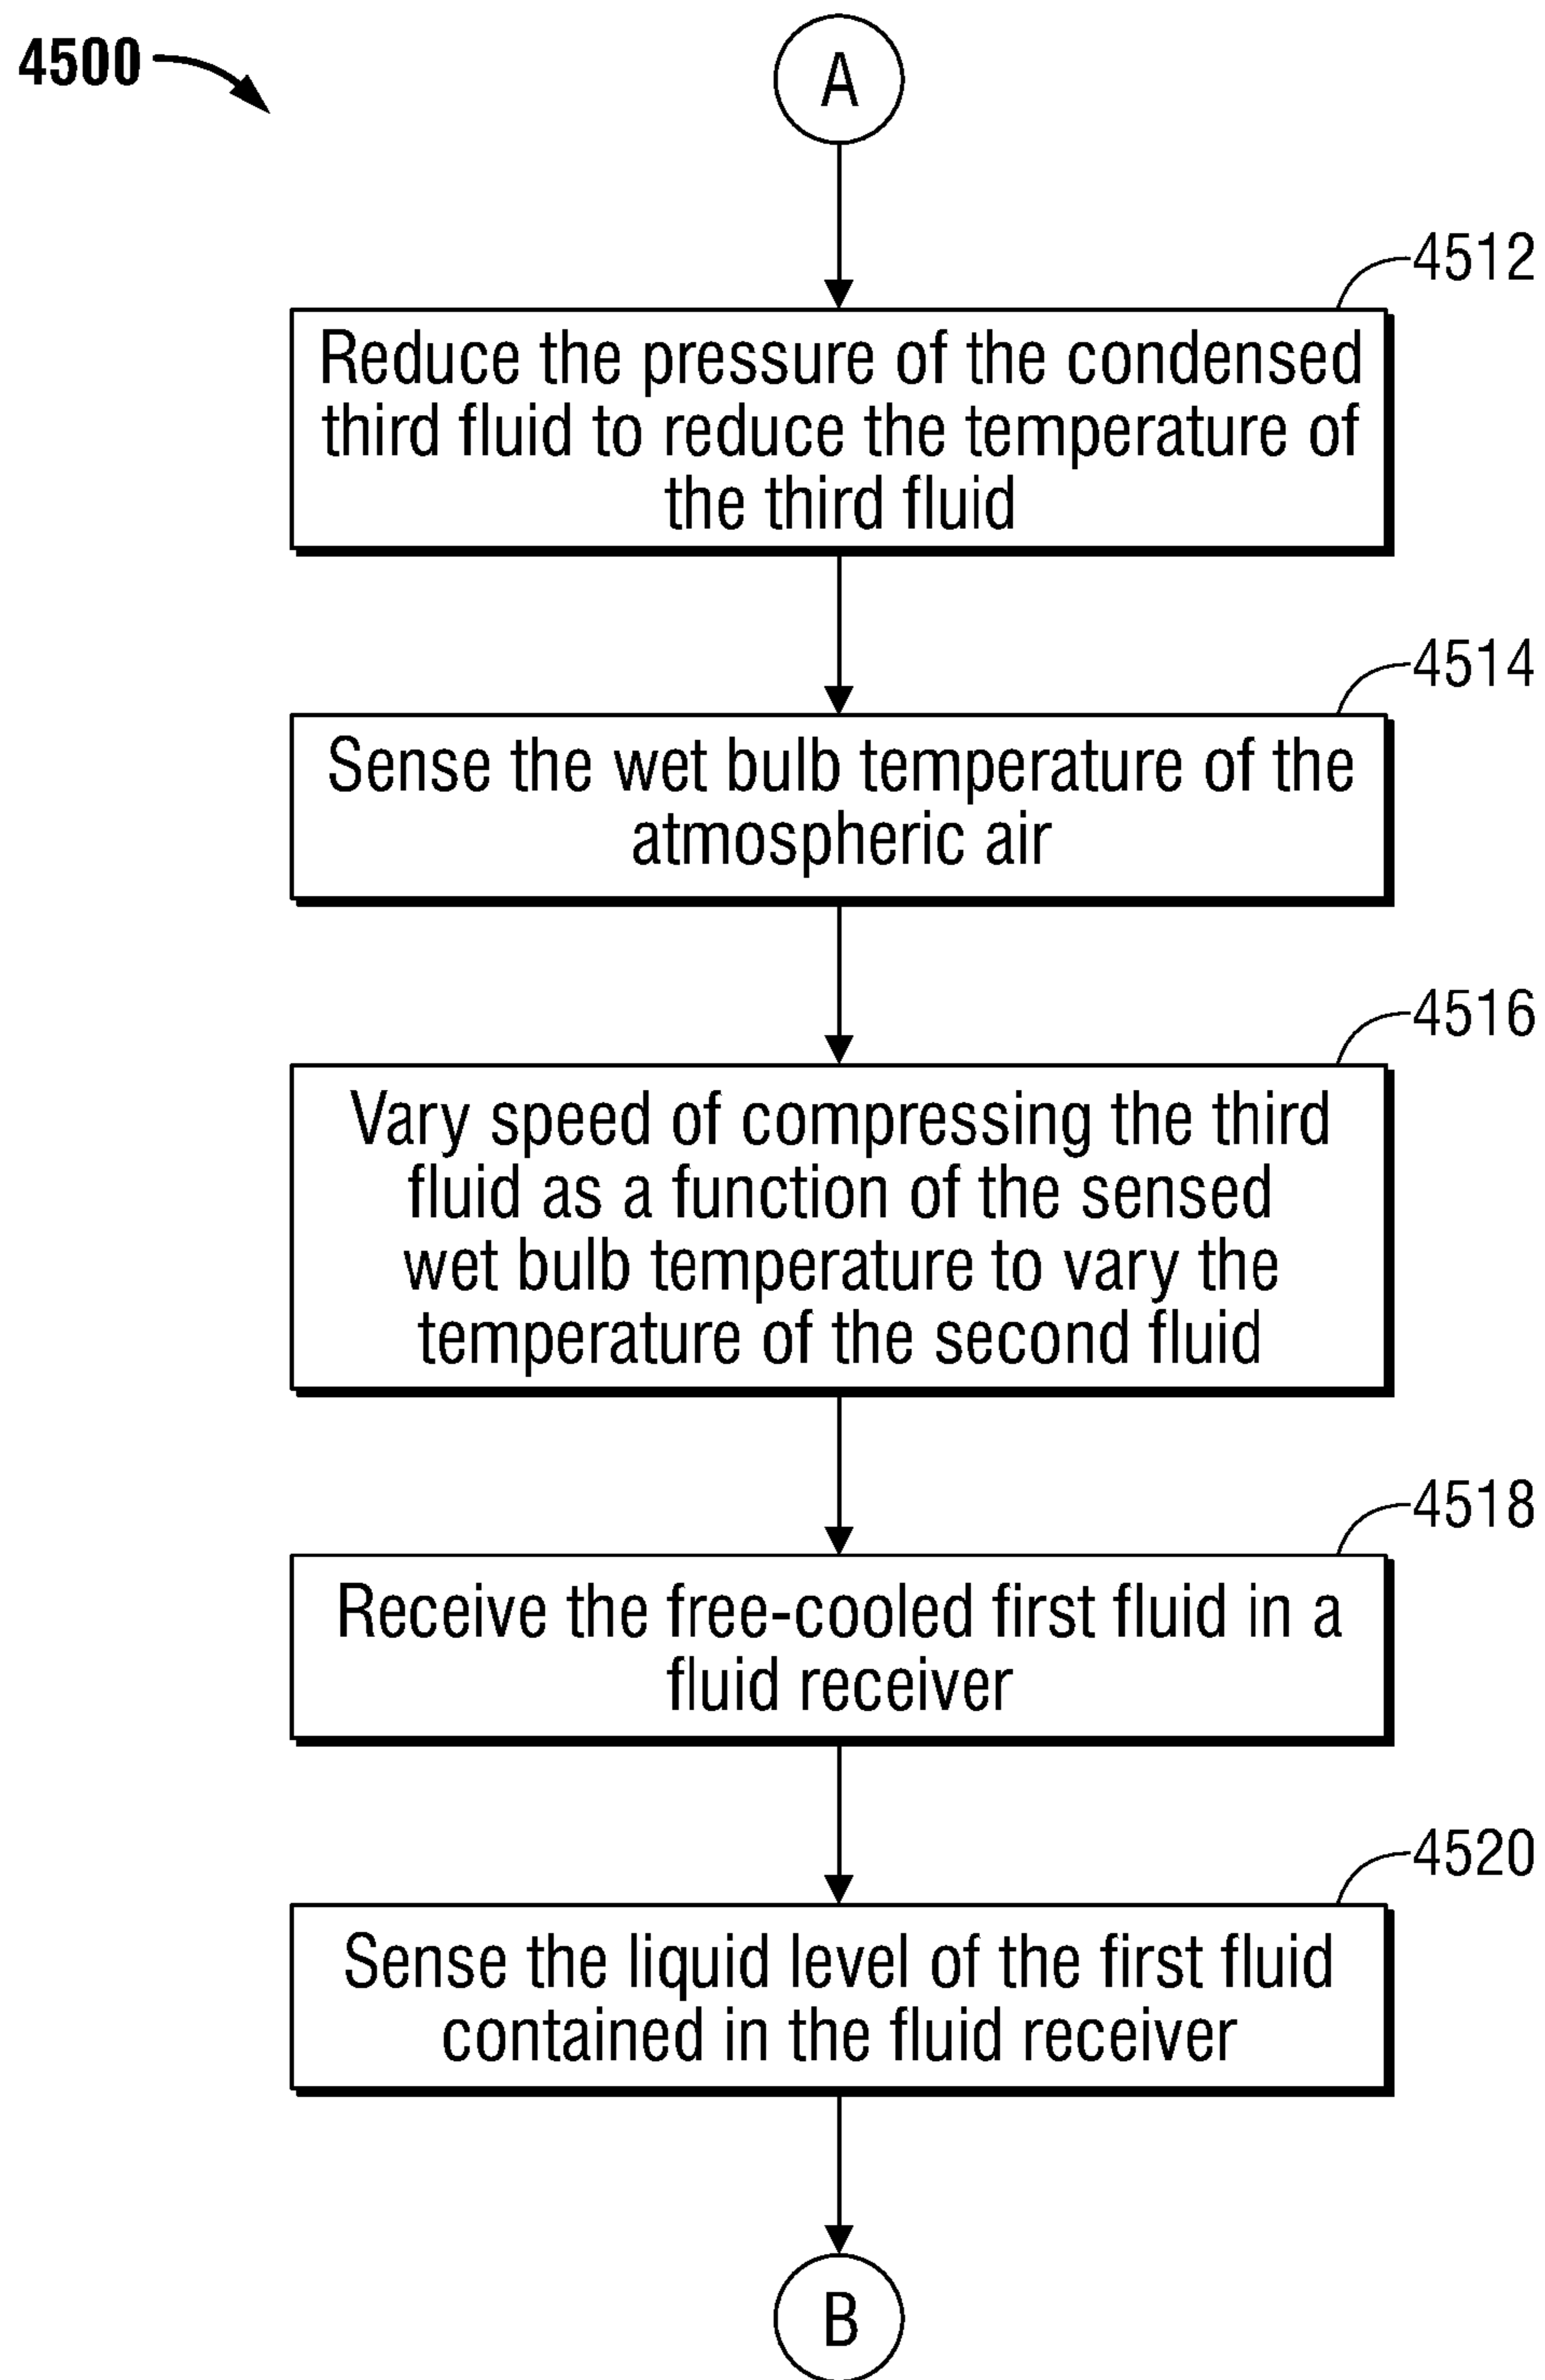 4500
A
4512
Reduce the pressure of the condensed
third fluid to reduce the temperature of
the third fluid
4514
Sense the wet bulb temperature of the
atmospheric air
4516
Vary speed of compressing the third
fluid as a function of the sensed
wet bulb temperature to vary the
temperature of the second fluid
4518
Receive the free-cooled first fluid in a
fluid receiver
4520
Sense the liquid level of the first fluid
contained in the fluid receiver
B